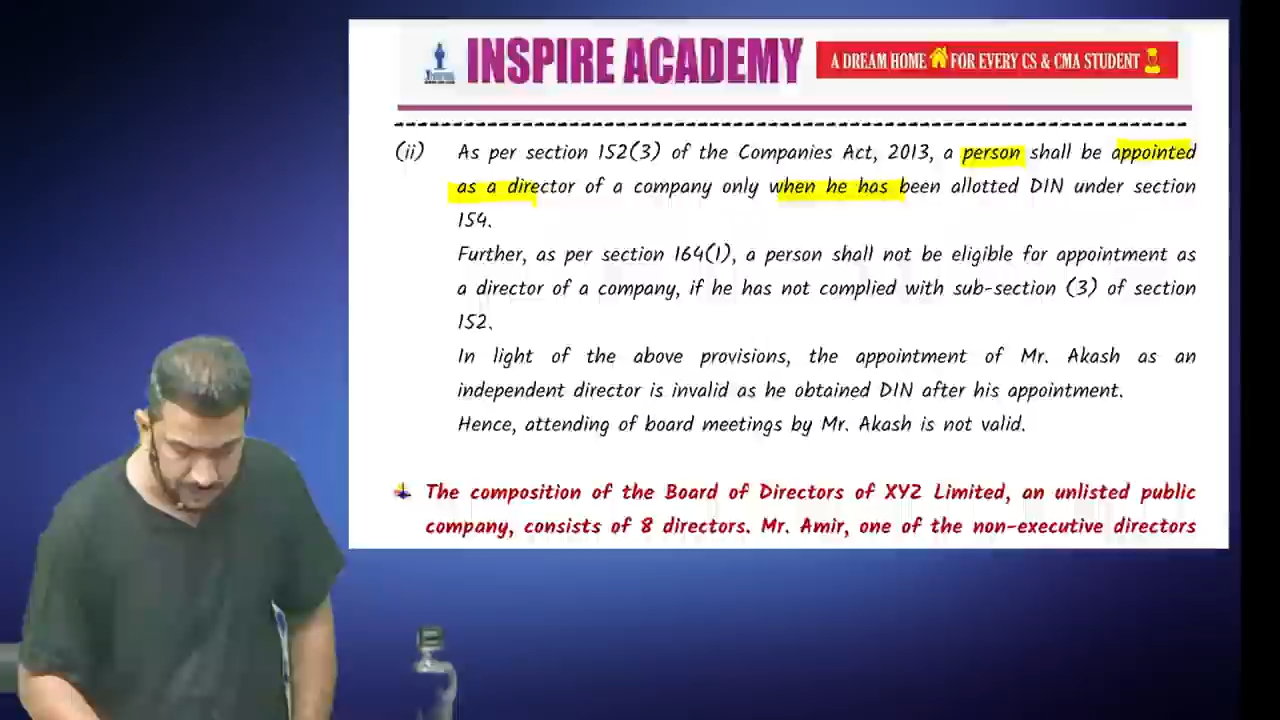 INSPIRE ACADEMY
A DREAM HOME FOR EVERY CS & CMA STUDENT
(ii) As per section 152(3) of the Companies Act, 2013, a person shall be appointed
as a director of a company only when he has been allotted DIN under section
154.
Further, as per section 164(1), a person shall not be eligible for appointment as
a director of a company, if he has not complied with sub-section (3) of section
152.
In light of the above provisions, the appointment of Mr. Akash as an
independent director is invalid as he obtained DIN after his appointment.
Hence, attending of board meetings by Mr. Akash is not valid.
The composition of the Board of Directors of XYZ Limited, an unlisted public
company, consists of 8 directors. Mr. Amir, one of the non-executive directors